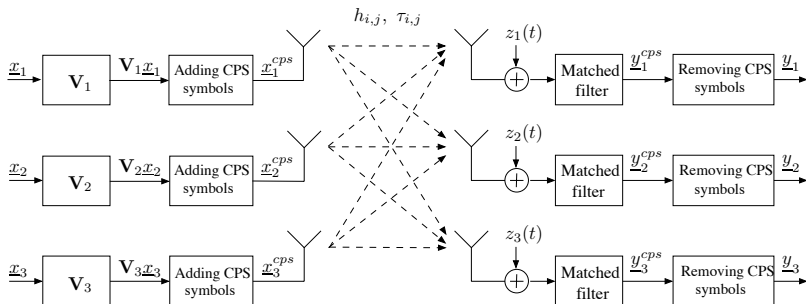 h_{i,j}, τ_{i,j}
x_1 V_1 V_1x_1 Adding CPS symbols x_1^{cps} z_1(t) Matched filter y_1^{cps} Removing CPS symbols y_1
x_2 V_2 V_2x_2 Adding CPS symbols x_2^{cps} z_2(t) Matched filter y_2^{cps} Removing CPS symbols y_2
x_3 V_3 V_3x_3 Adding CPS symbols x_3^{cps} z_3(t) Matched filter y_3^{cps} Removing CPS symbols y_3